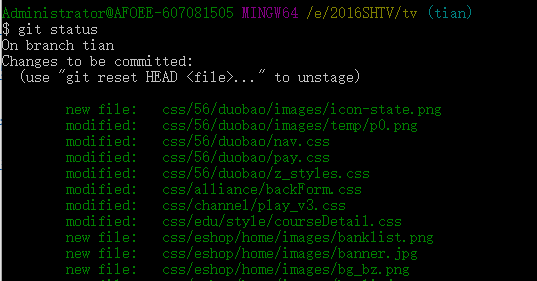 Administrator@AFOEE-607081505 MINGW64 /e/2016SHTV/tv (tian)
$ git status
On branch tian
Changes to be committed:
  (use "git reset HEAD <file>..." to unstage)

        new file:   css/56/duobao/images/icon-state.png
        modified:   css/56/duobao/images/temp/p0.png
        modified:   css/56/duobao/nav.css
        modified:   css/56/duobao/pay.css
        modified:   css/56/duobao/z_styles.css
        modified:   css/alliance/backForm.css
        modified:   css/channel/play_v3.css
        modified:   css/edu/style/courseDetail.css
        new file:   css/eshop/home/images/banklist.png
        new file:   css/eshop/home/images/banner.jpg
        new file:   css/eshop/home/images/bg_bz.png